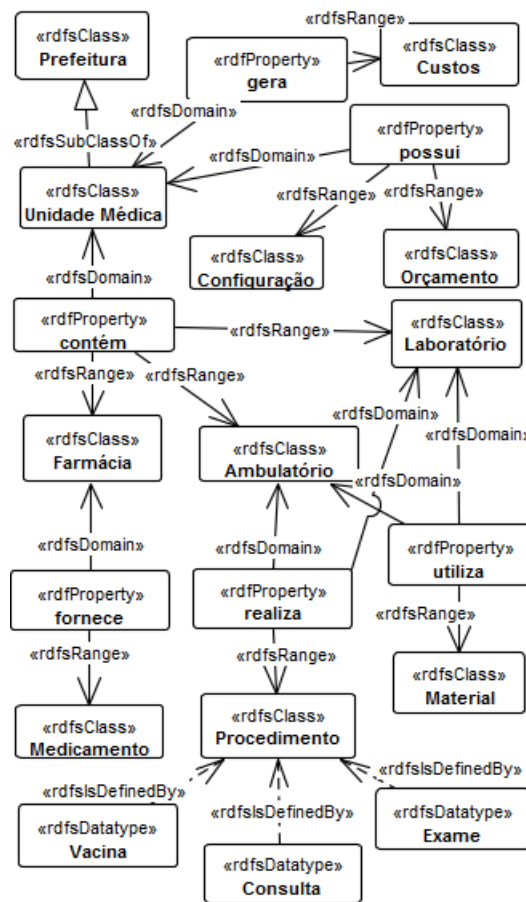 «rdfsClass»
Prefeitura
«rdfsRange»
«rdfProperty»
gera
«rdfsClass»
Custos
«rdfsDomain»
«rdfsSubClassOf»
«rdfsDomain»
«rdfProperty»
possui
«rdfsClass»
Unidade Médica
«rdfsRange»
«rdfsRange»
«rdfsClass»
Configuração
«rdfsClass»
Orçamento
«rdfsDomain»
«rdfProperty»
contém
«rdfsRange»
«rdfsClass»
Laboratório
«rdfsRange»
«rdfsRange»
«rdfsClass»
Farmácia
«rdfsClass»
Ambulatório
«rdfsDomain»
«rdfsDomain»
«rdfsDomain»
«rdfsDomain»
«rdfsDomain»
«rdfProperty»
fornece
«rdfProperty»
realiza
«rdfProperty»
utiliza
«rdfsRange»
«rdfsRange»
«rdfsRange»
«rdfsClass»
Medicamento
«rdfsClass»
Procedimento
«rdfsClass»
Material
«rdfsIsDefinedBy»
«rdfsIsDefinedBy»
«rdfsIsDefinedBy»
«rdfsDatatype»
Vacina
«rdfsDatatype»
Consulta
«rdfsDatatype»
Exame